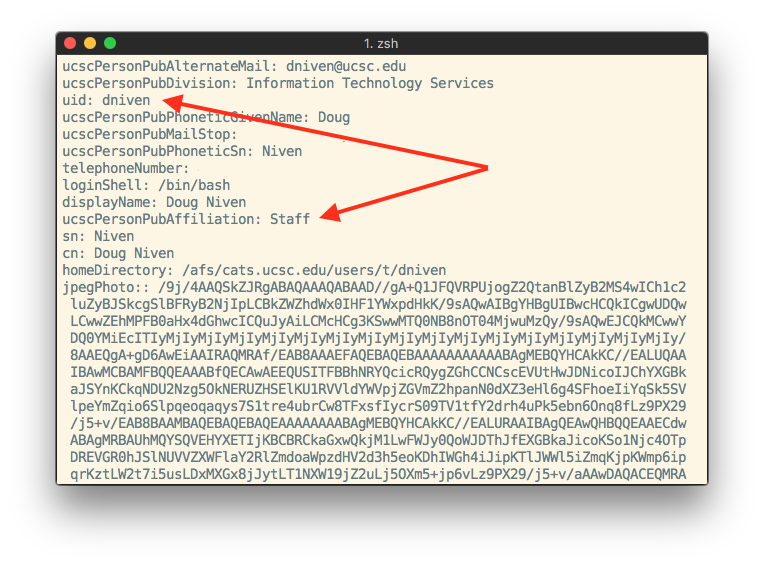 1. zsh
ucscPersonPubAlternateMail: dniven@ucsc.edu
ucscPersonPubDivision: Information Technology Services
uid: dniven
ucscPersonPubPhoneticGivenName: Doug
ucscPersonPubMailStop:
ucscPersonPubPhoneticSn: Niven
telephoneNumber:
loginShell: /bin/bash
displayName: Doug Niven
ucscPersonPubAffiliation: Staff
sn: Niven
cn: Doug Niven
homeDirectory: /afs/cats.ucsc.edu/users/t/dniven
jpegPhoto:: /9j/4AAQSkZJRgABAQAAAQABAAD//gA+Q1JFQVRPUjogZ2QtanBlZyB2MS4wICh1c2
luZyBJSkcgSlBFRyB2NjIpLCBkZWZhdWx0IHF1YWxpdHkK/9sAQwAIBgYHBgUIBwcHCQkICgwUDQw
LCwwZEhMPFB0aHx4dGhwcICQuJyAiLCMcHCg3KSwwMTQ0NB8nOT04MjwuMzQy/9sAQwEJCQkMCwwY
DQ0YMiEcITIyMjIyMjIyMjIyMjIyMjIyMjIyMjIyMjIyMjIyMjIyMjIyMjIyMjIyMjIyMjIyMjIy/
8AAEQgA+gD6AwEiAAIRAQMRAf/EAB8AAAEFAQEBAQEBAAAAAAAAAAABAgMEBQYHCAkKC//EALUQAA
IBAwMCBAMFBQQEAAABfQECAwAEEQUSITFBBhNRYQcicRQygZGhCCNCscEVUtHwJDNicoIJChYXGBk
aJSYnKCkqNDU2Nzg5OkNERUZHSElKU1RVVldYWVpjZGVmZ2hpanN0dXZ3eHl6g4SFhoeIiYqSk5SV
lpeYmZqio6Slpqeoqaqys7S1tre4ubrCw8TFxsfIycrS09TV1tfY2drh4uPk5ebn6Onq8fLz9PX29
/j5+v/EAB8BAAMBAQEBAQEBAQEAAAAAAAABAgMEBQYHCAkKC//EALURAAIBAgQEAwQHBQQEAAECdw
ABAgMRBAUhMQYSQVEHYXETIjKBCBRCkaGxwQkjM1LwFWJy0QoWJDThJfEXGBkaJicoKSo1Njc4OTp
DREVGR0hJSlNUVVZXWFlaY2RlZmdoaWpzdHV2d3h5eoKDhIWGh4iJipKTlJWWl5iZmqKjpKWmp6ip
qrKztLW2t7i5usLDxMXGx8jJytLT1NXW19jZ2uLj5OXm5+jp6vLz9PX29/j5+v/aAAwDAQACEQMRA